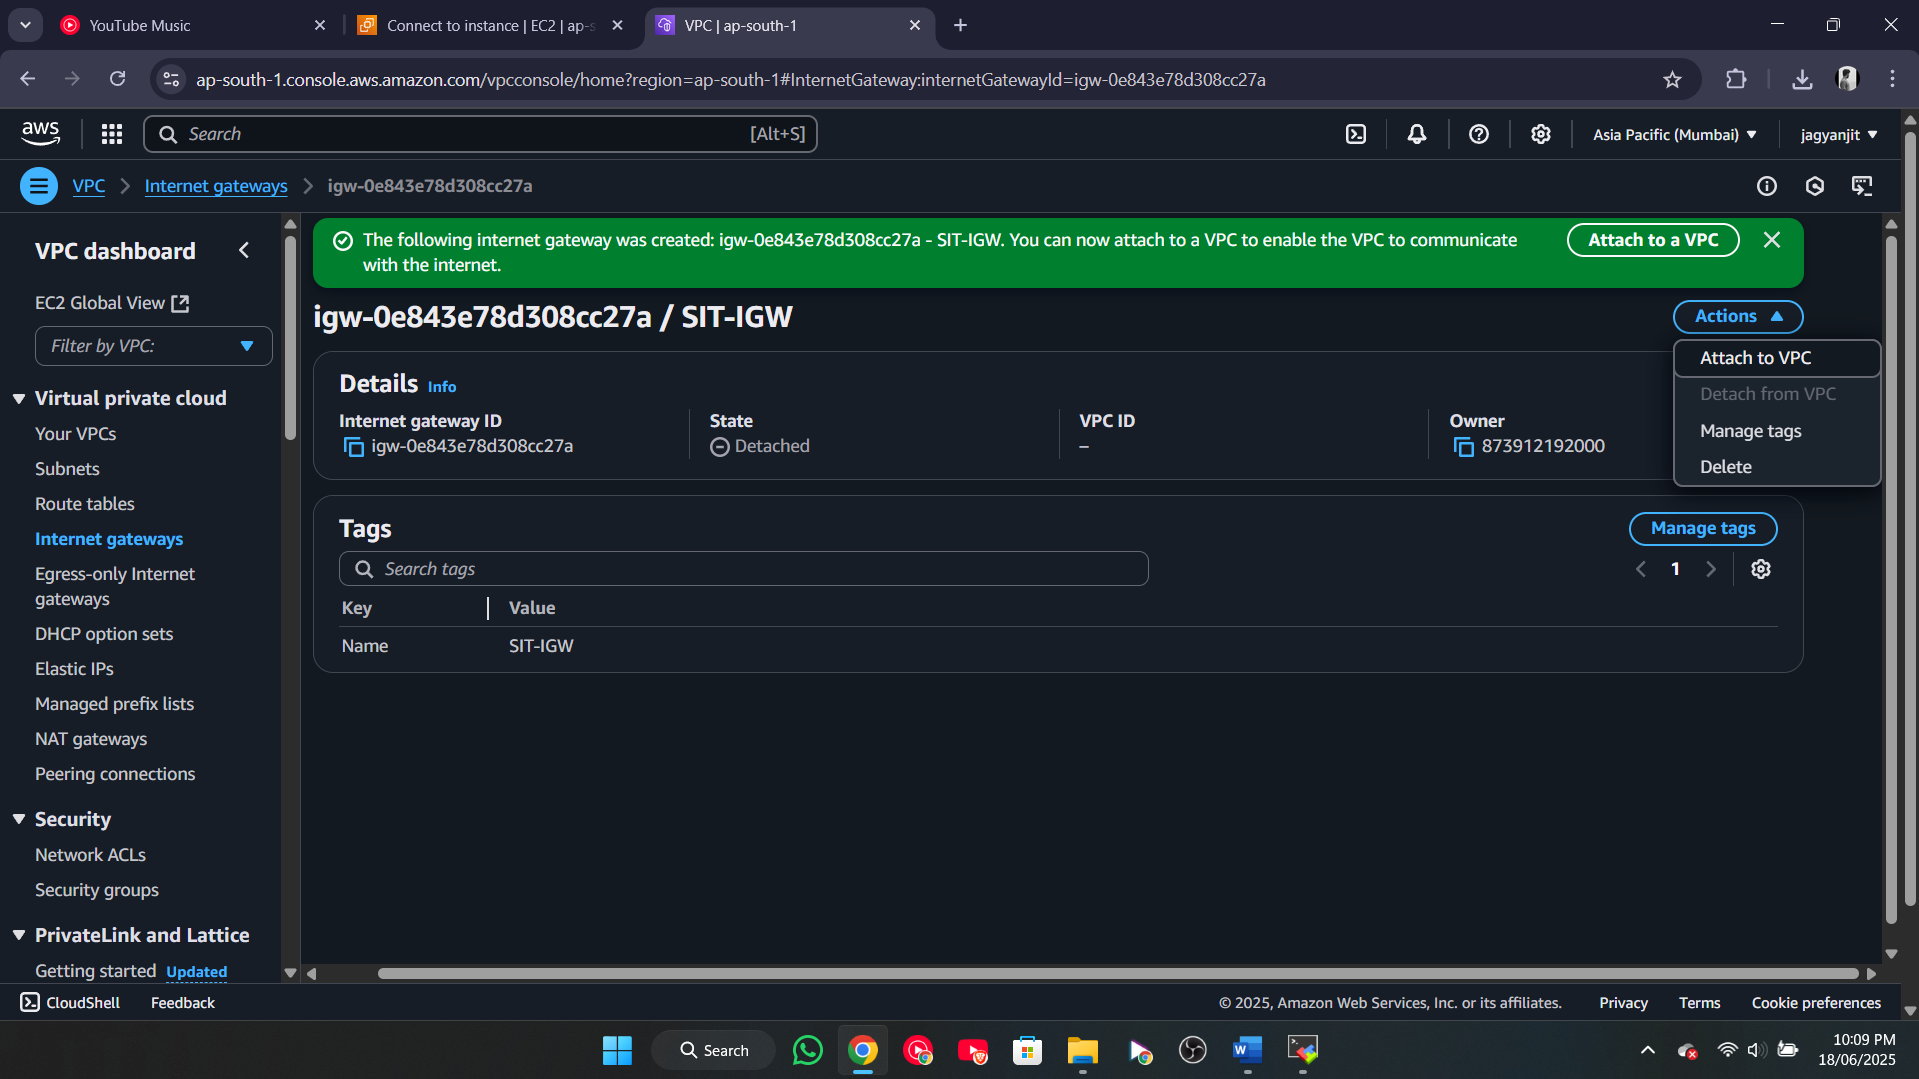 YouTube Music
Connect to instance | EC2 | ap-s
VPC | ap-south-1
ap-south-1.console.aws.amazon.com/vpcconsole/home?region=ap-south-1#InternetGateway:internetGatewayId=igw-0e843e78d308cc27a
aws
Search
[Alt+S]
Asia Pacific (Mumbai)
jagyanjit
VPC
Internet gateways
igw-0e843e78d308cc27a
VPC dashboard
EC2 Global View
Filter by VPC:
Virtual private cloud
Your VPCs
Subnets
Route tables
Internet gateways
Egress-only Internet
gateways
DHCP option sets
Elastic IPs
Managed prefix lists
NAT gateways
Peering connections
Security
Network ACLs
Security groups
PrivateLink and Lattice
Getting started Updated
The following internet gateway was created: igw-0e843e78d308cc27a - SIT-IGW. You can now attach to a VPC to enable the VPC to communicate
with the internet.
Attach to a VPC
igw-0e843e78d308cc27a / SIT-IGW
Actions
Attach to VPC
Detach from VPC
Manage tags
Delete
Details Info
Internet gateway ID
igw-0e843e78d308cc27a
State
Detached
VPC ID
–
Owner
873912192000
Tags
Manage tags
Search tags
1
Key
Value
Name
SIT-IGW
CloudShell
Feedback
© 2025, Amazon Web Services, Inc. or its affiliates.
Privacy
Terms
Cookie preferences
Search
10:09 PM
18/06/2025